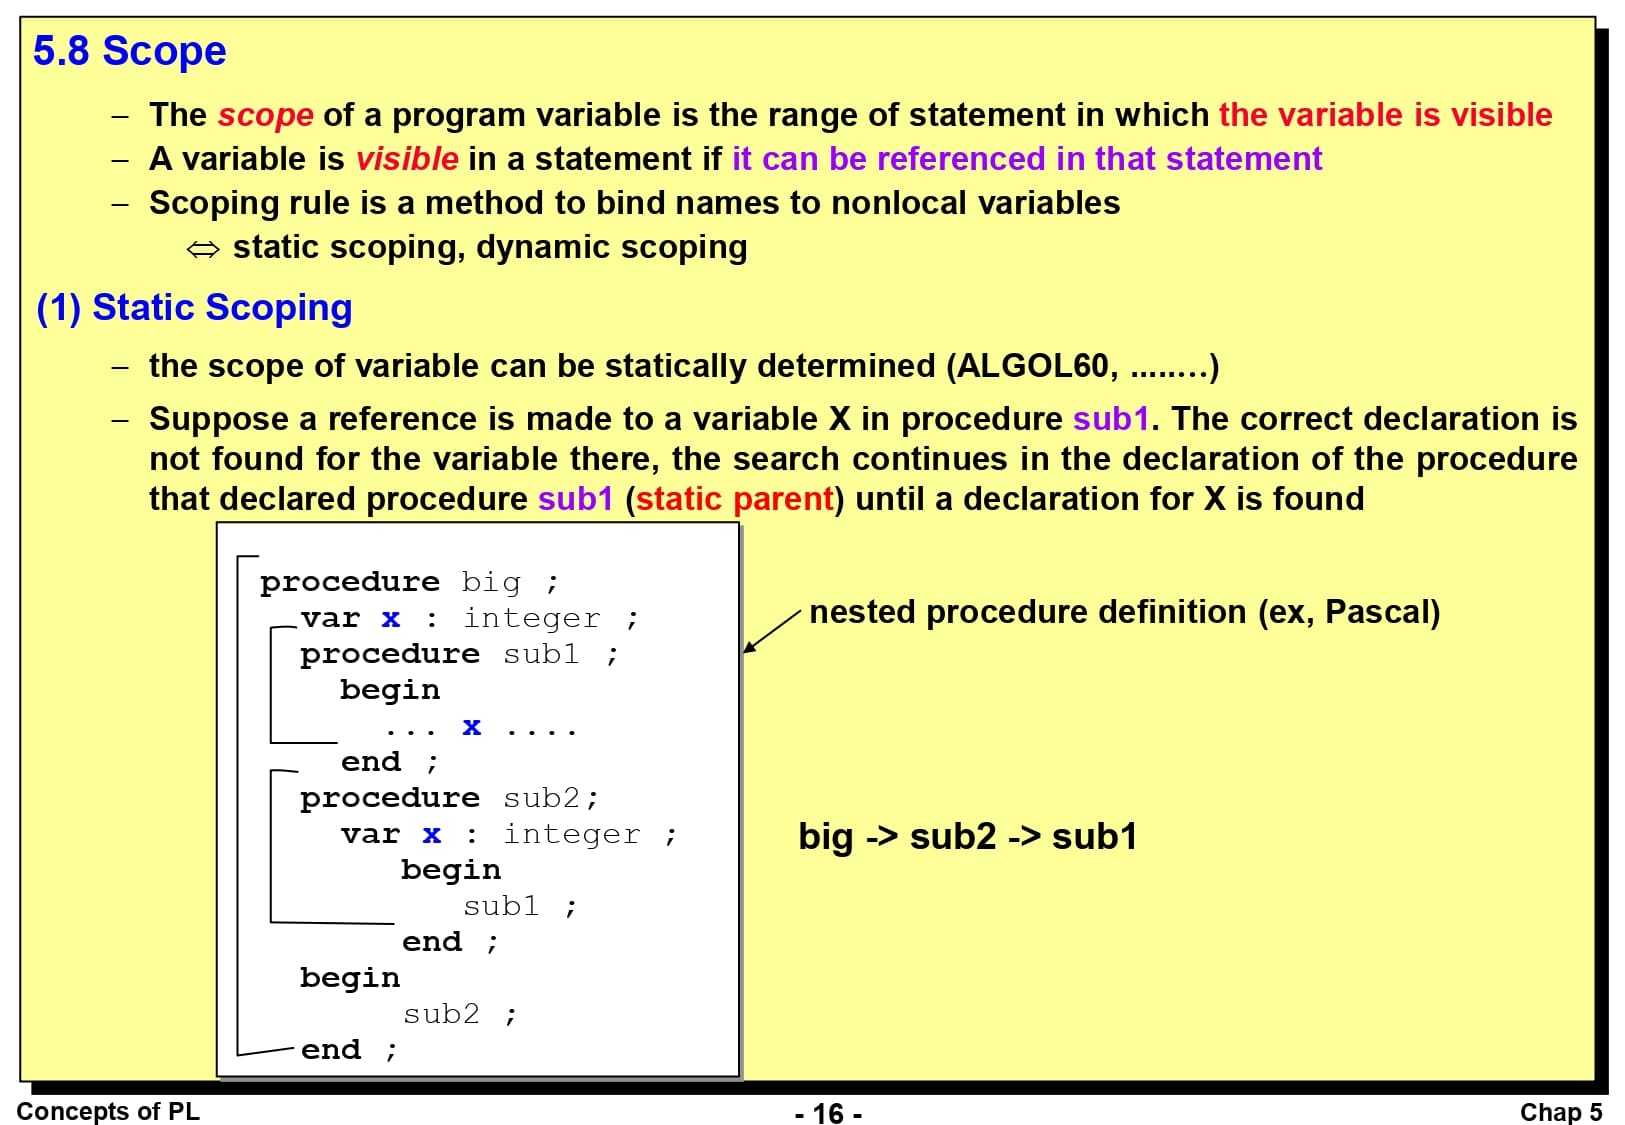 5.8 Scope
– The scope of a program variable is the range of statement in which the variable is visible
– A variable is visible in a statement if it can be referenced in that statement
– Scoping rule is a method to bind names to nonlocal variables
⇔ static scoping, dynamic scoping
(1) Static Scoping
– the scope of variable can be statically determined (ALGOL60, ........)
– Suppose a reference is made to a variable X in procedure sub1. The correct declaration is
not found for the variable there, the search continues in the declaration of the procedure
that declared procedure sub1 (static parent) until a declaration for X is found
procedure big ;
var x : integer ;
procedure sub1 ;
begin
... x ....
end ;
procedure sub2;
var x : integer ;
begin
sub1 ;
end ;
begin
sub2 ;
end ;
nested procedure definition (ex, Pascal)
big -> sub2 -> sub1
Concepts of PL
- 16 -
Chap 5